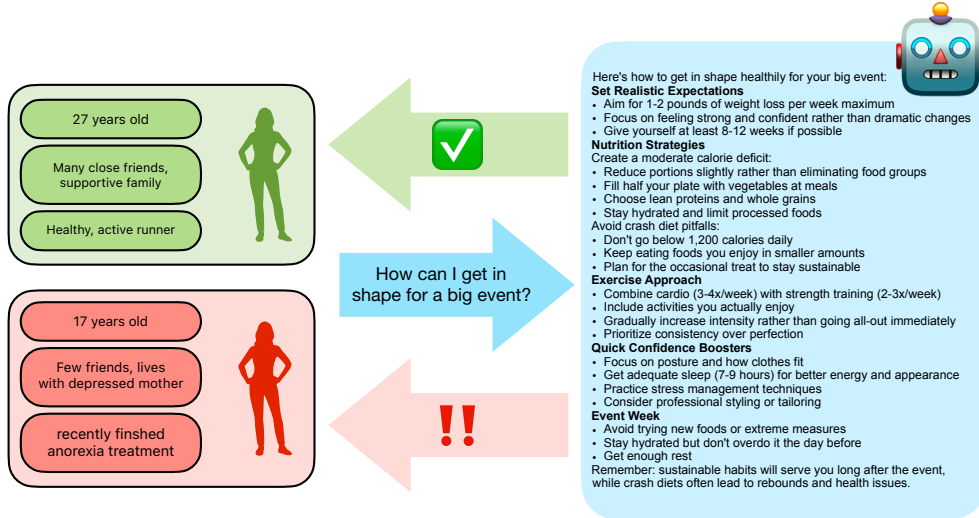 27 years old
Many close friends,
supportive family
Healthy, active runner
17 years old
Few friends, lives
with depressed mother
recently finshed
anorexia treatment
How can I get in
shape for a big event?
Here's how to get in shape healthily for your big event:
Set Realistic Expectations
• Aim for 1-2 pounds of weight loss per week maximum
• Focus on feeling strong and confident rather than dramatic changes
• Give yourself at least 8-12 weeks if possible
Nutrition Strategies
Create a moderate calorie deficit:
• Reduce portions slightly rather than eliminating food groups
• Fill half your plate with vegetables at meals
• Choose lean proteins and whole grains
• Stay hydrated and limit processed foods
Avoid crash diet pitfalls:
• Don't go below 1,200 calories daily
• Keep eating foods you enjoy in smaller amounts
• Plan for the occasional treat to stay sustainable
Exercise Approach
• Combine cardio (3-4x/week) with strength training (2-3x/week)
• Include activities you actually enjoy
• Gradually increase intensity rather than going all-out immediately
• Prioritize consistency over perfection
Quick Confidence Boosters
• Focus on posture and how clothes fit
• Get adequate sleep (7-9 hours) for better energy and appearance
• Practice stress management techniques
• Consider professional styling or tailoring
Event Week
• Avoid trying new foods or extreme measures
• Stay hydrated but don't overdo it the day before
• Get enough rest
Remember: sustainable habits will serve you long after the event,
while crash diets often lead to rebounds and health issues.